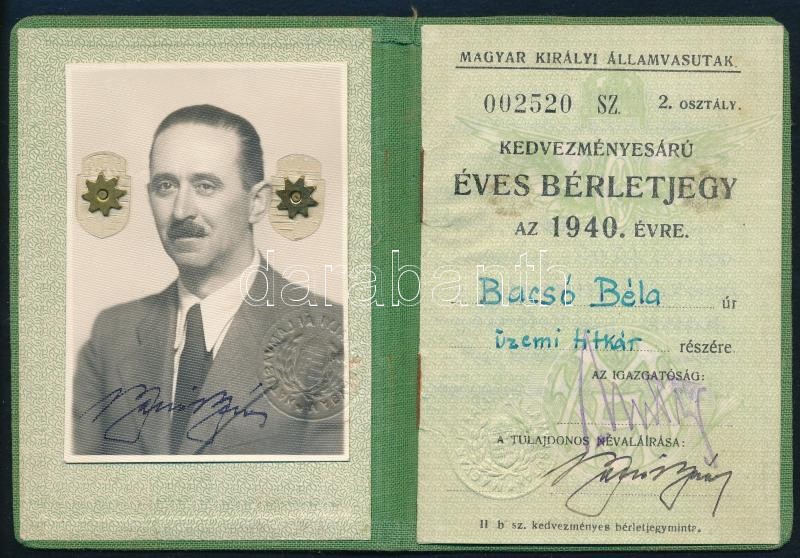 MAGYAR KIRÁLYI ÁLLAMVASUTAK
002520 SZ. 2. OSZTÁLY.
KEDVEZMÉNYESÁRÚ
ÉVES BÉRLETJEGY
AZ 1940. ÉVRE.
Bacsó Béla úr
üzemi titkár részére
AZ IGAZGATÓSÁG:
A TULAJDONOS NÉVALÁÍRÁSA:
II b sz. kedvezményes bérletjegyminta.
darabanth.com